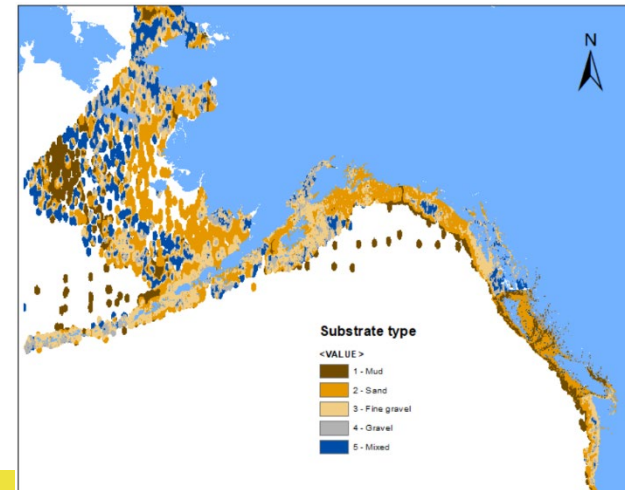 N
Substrate type
<VALUE>
1 - Mud
2 - Sand
3 - Fine gravel
4 - Gravel
5 - Mixed